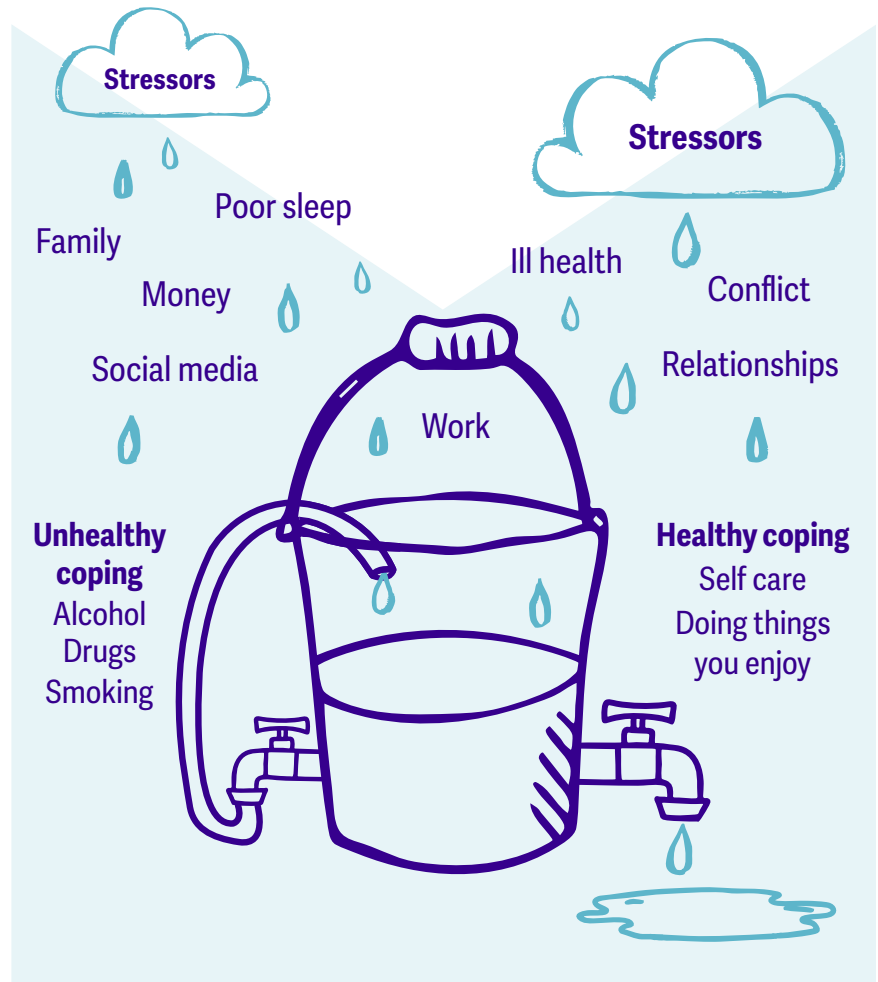 Stressors
Stressors
Poor sleep
Family
Ill health
Money
Conflict
Social media
Relationships
Work
Unhealthy
coping
Alcohol
Drugs
Smoking
Healthy coping
Self care
Doing things
you enjoy